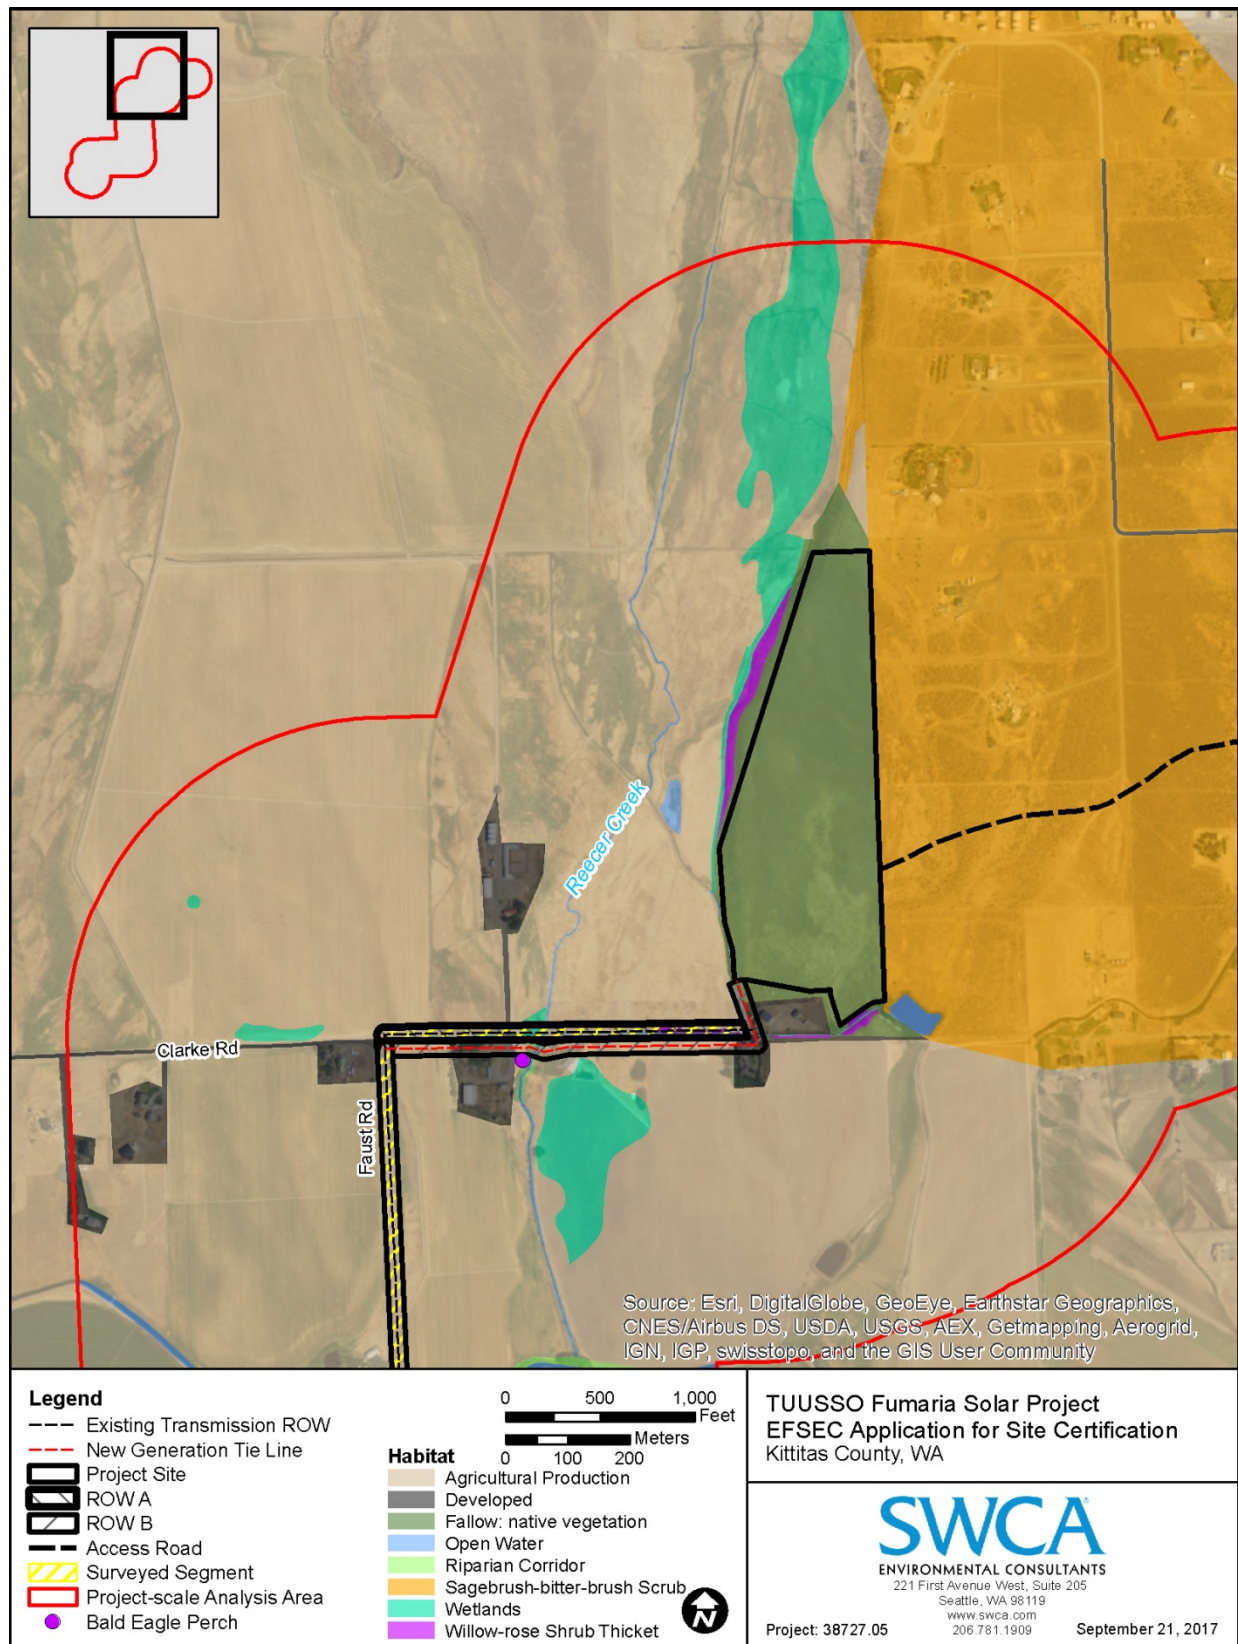 Reecer Creek
Clarke Rd
Faust Rd
Source: Esri, DigitalGlobe, GeoEye, Earthstar Geographics,
CNES/Airbus DS, USDA, USGS, AEX, Getmapping, Aerogrid,
IGN, IGP, swisstopo, and the GIS User Community
Legend
Existing Transmission ROW
New Generation Tie Line
Project Site
ROW A
ROW B
Access Road
Surveyed Segment
Project-scale Analysis Area
Bald Eagle Perch
0 500 1,000
Feet
Meters
0 100 200
Habitat
Agricultural Production
Developed
Fallow: native vegetation
Open Water
Riparian Corridor
Sagebrush-bitter-brush Scrub
Wetlands
Willow-rose Shrub Thicket
N
TUUSSO Fumaria Solar Project
EFSEC Application for Site Certification
Kittitas County, WA
SWCA
ENVIRONMENTAL CONSULTANTS
221 First Avenue West, Suite 205
Seattle, WA 98119
www.swca.com
206.781.1909
Project: 38727.05
September 21, 2017